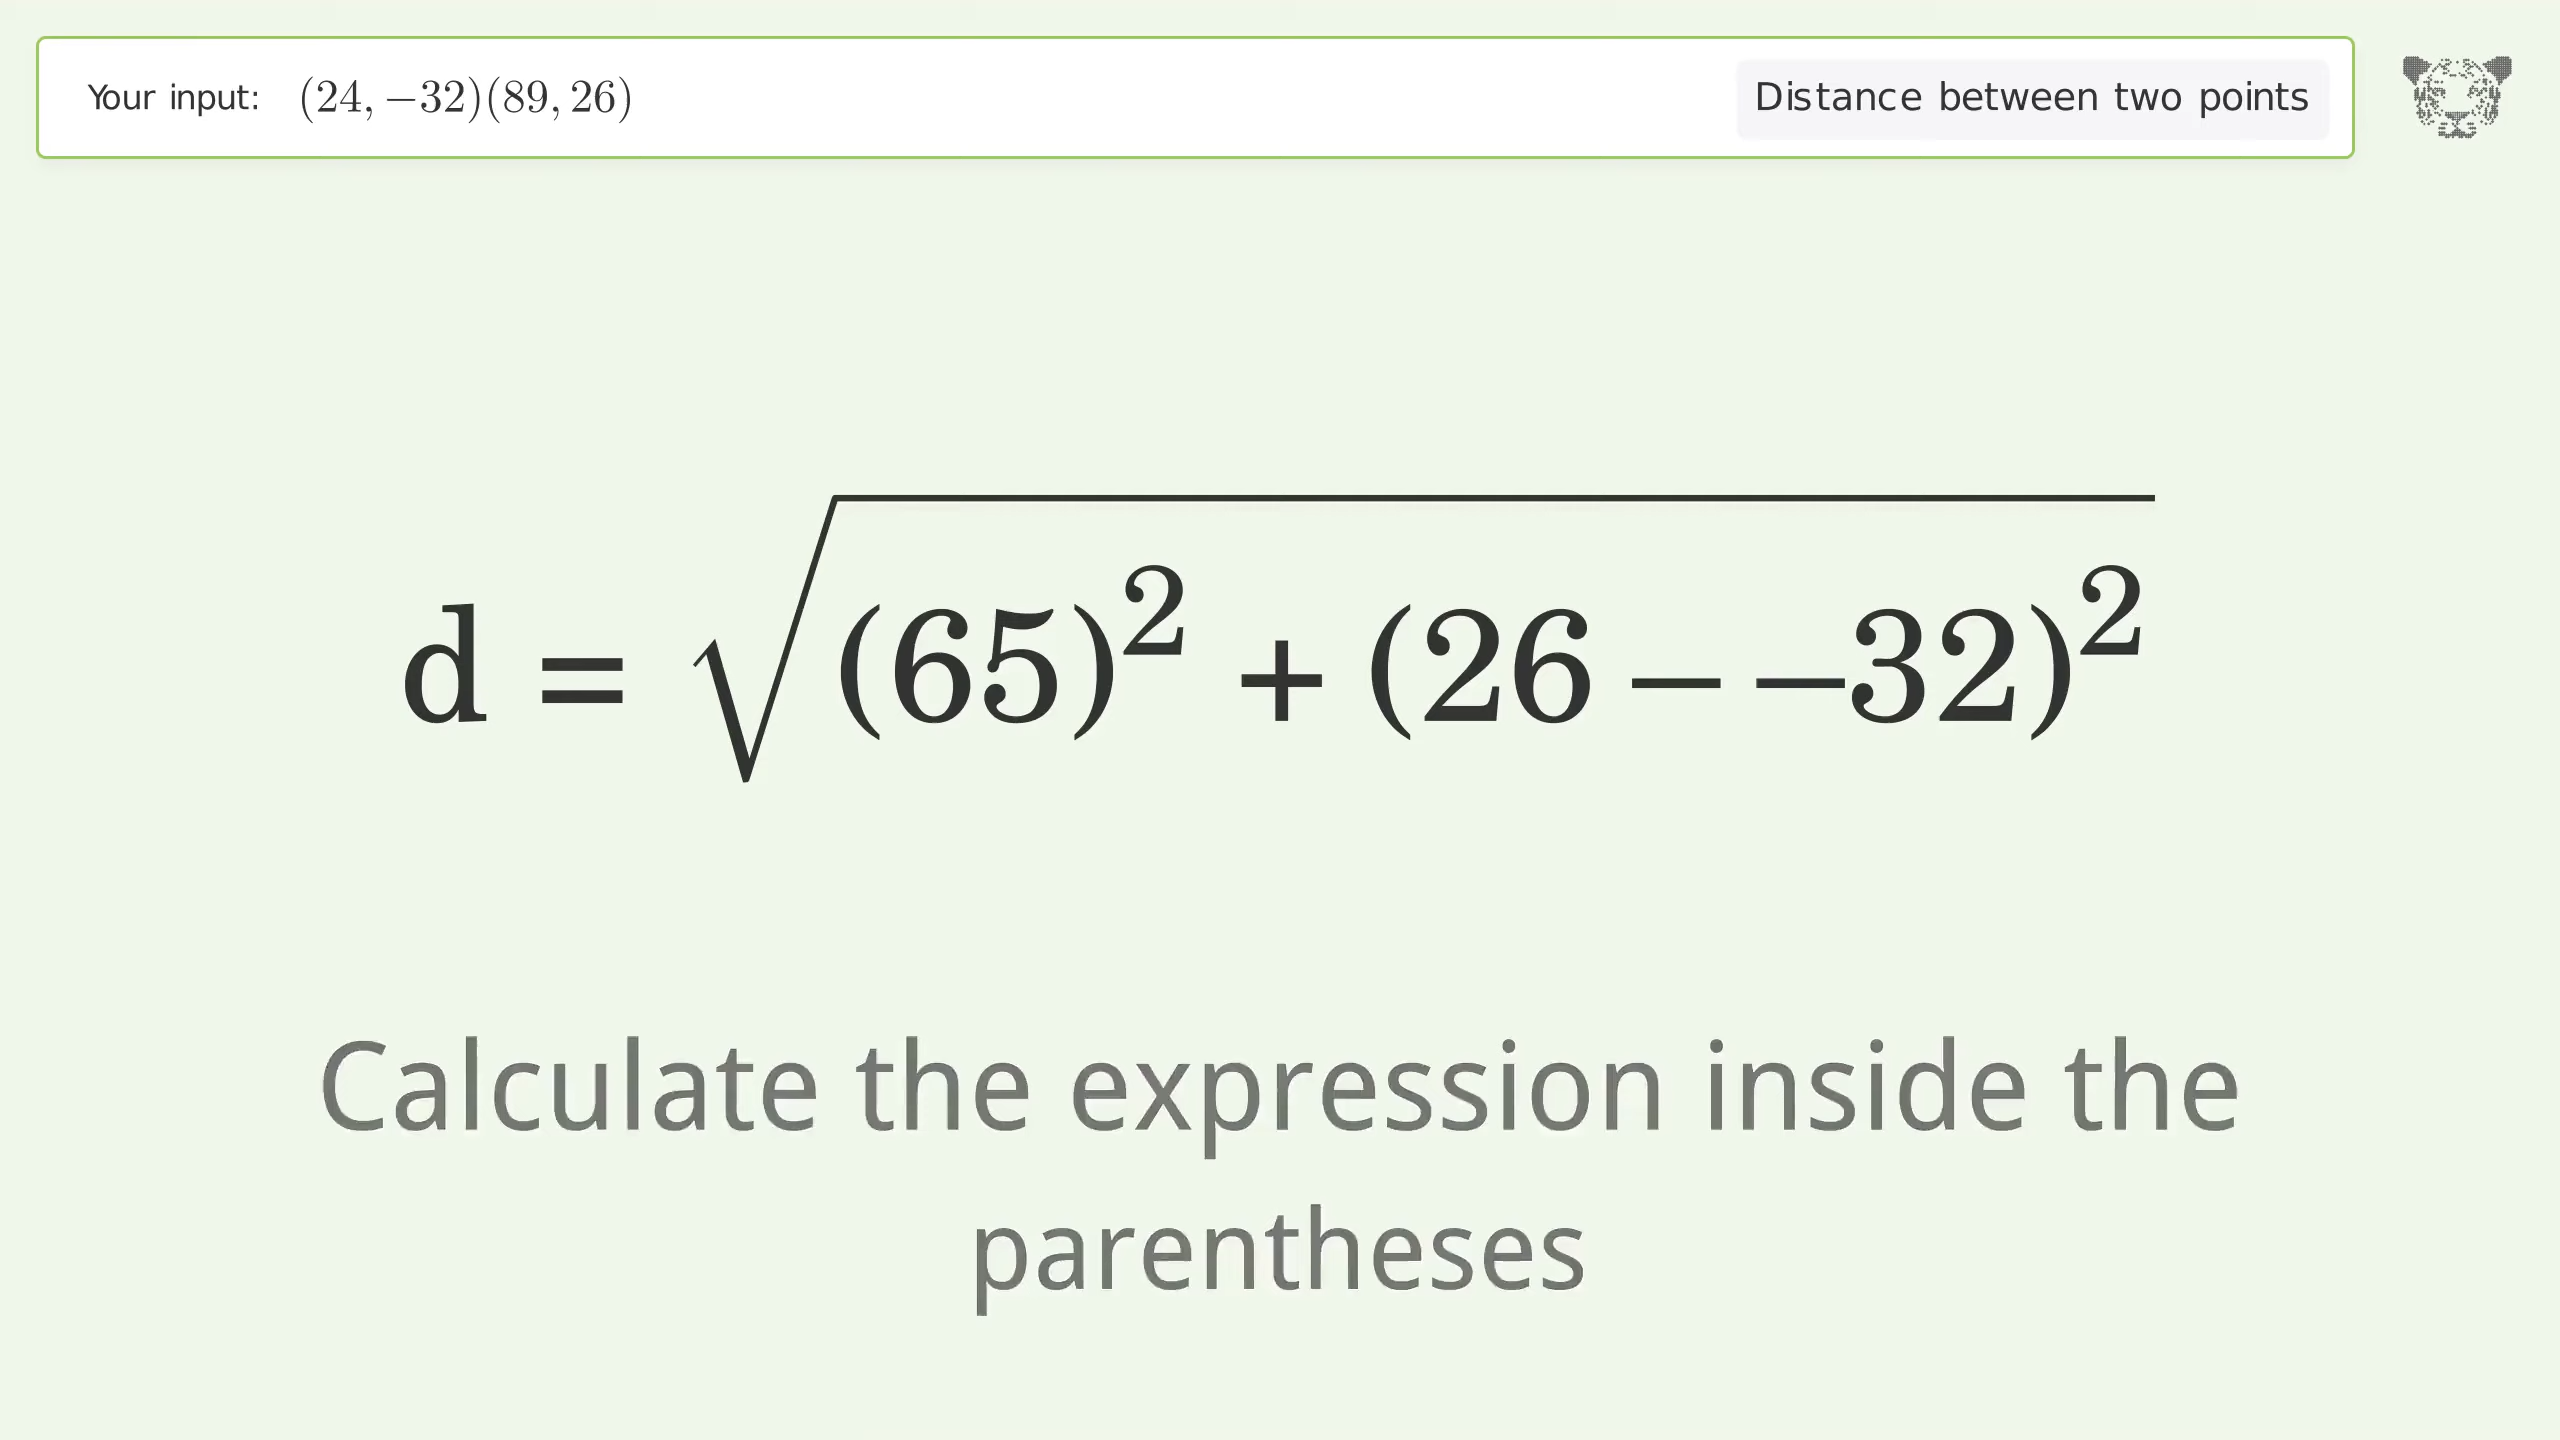 Your input: (24, −32)(89, 26)
Distance between two points
d = √(65)² + (26 − −32)²
Calculate the expression inside the
parentheses